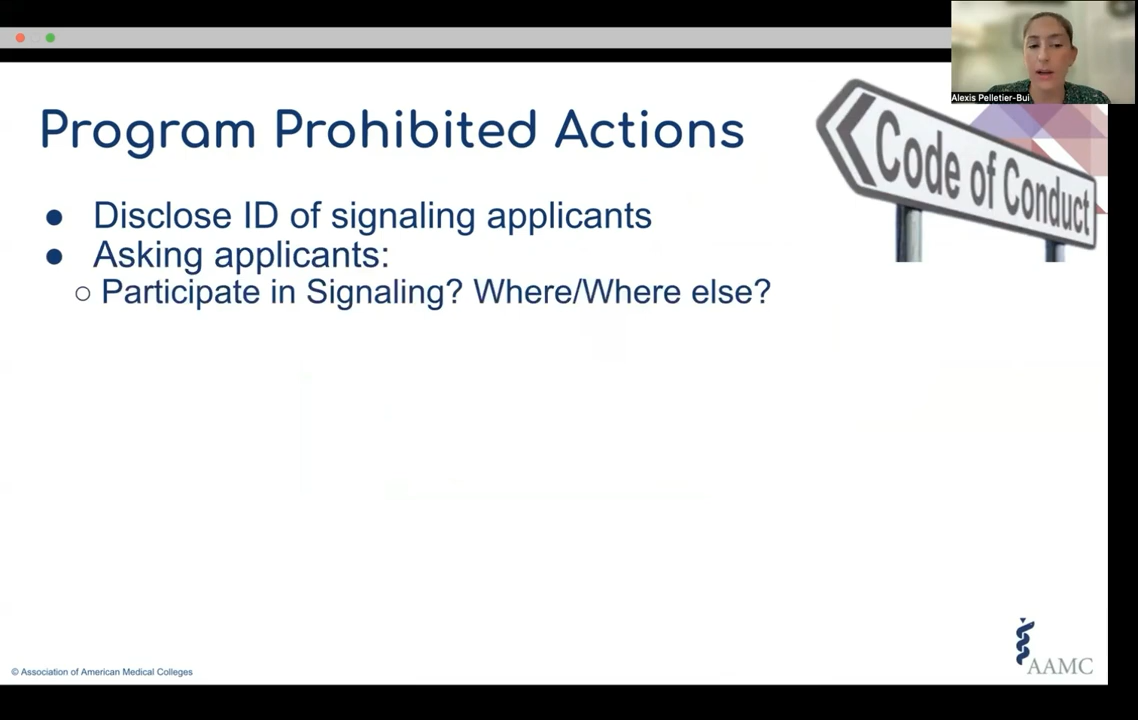 Alexis Pelletier-Bui
Program Prohibited Actions
Code of Conduct
● Disclose ID of signaling applicants
● Asking applicants:
○ Participate in Signaling? Where/Where else?
© Association of American Medical Colleges
AAMC